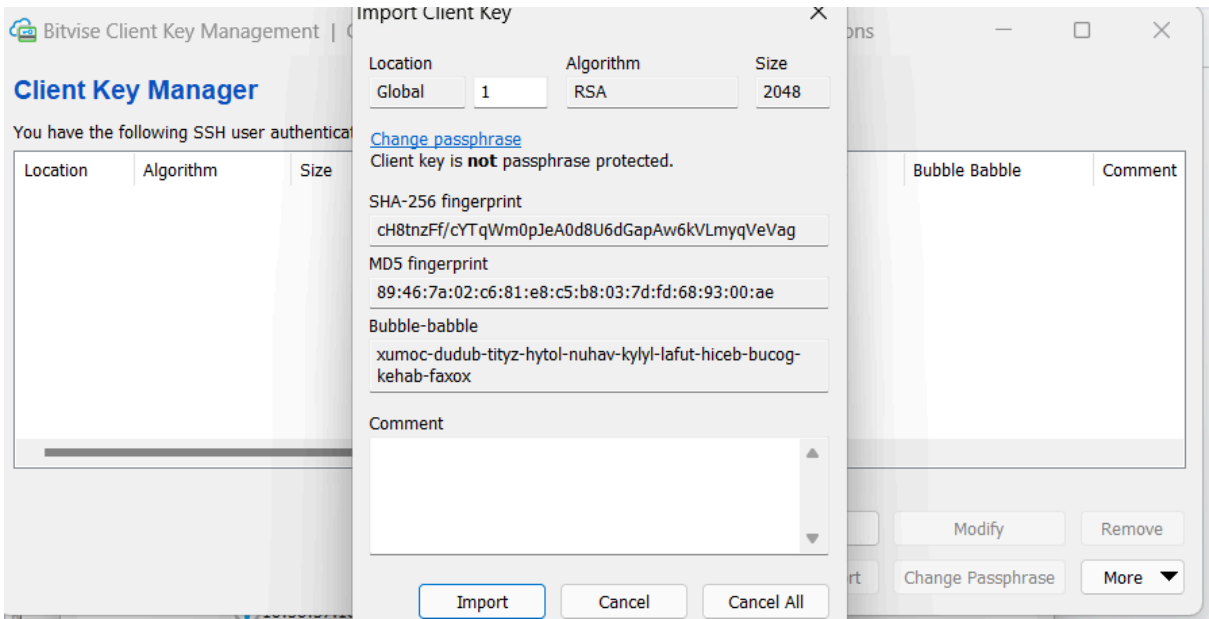 Import Client Key
Bitvise Client Key Management |
Client Key Manager
You have the following SSH user
Location Algorithm Size
Location Algorithm Size
Global 1 RSA 2048
Change passphrase
Client key is not passphrase protected.
SHA-256 fingerprint
cH8tnzFf/cYTqWm0pJeA0d8U6dGapAw6kVLmyqVeVag
MD5 fingerprint
89:46:7a:02:c6:81:e8:c5:b8:03:7d:fd:68:93:00:ae
Bubble-babble
xumoc-dudub-tityz-hytol-nuhav-kylyl-lafut-hiceb-bucog-
kehab-faxox
Comment
Import Cancel Cancel All
Bubble Babble Comment
Modify Remove
Change Passphrase More